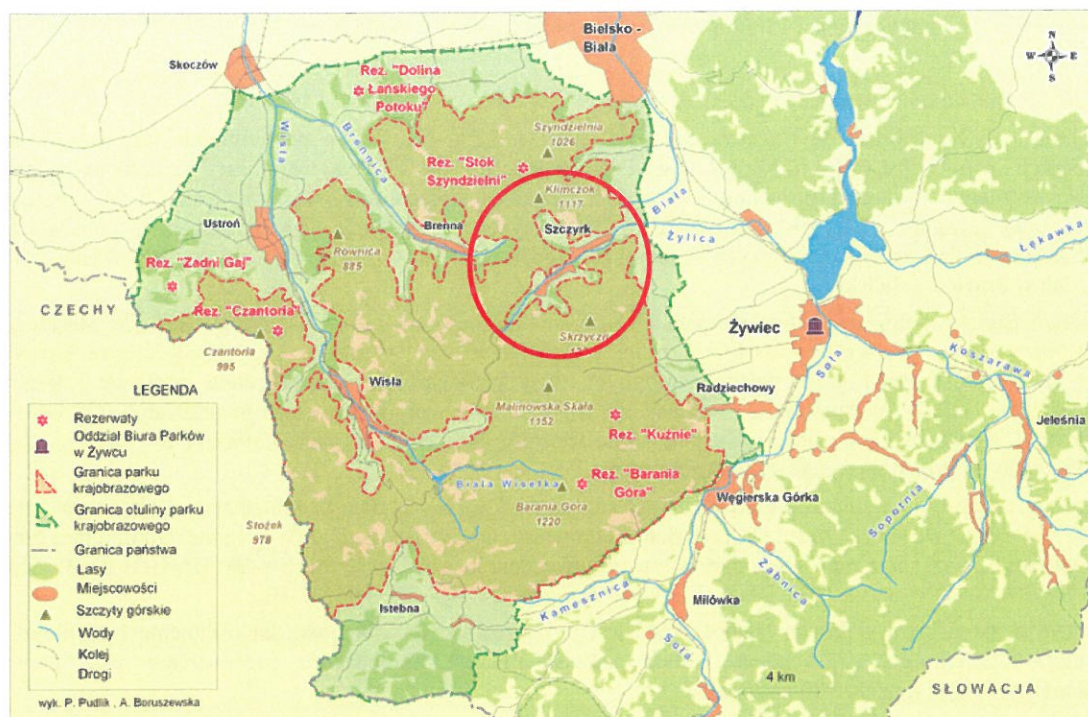 Bielsko -
Biała
N
W E
S
Skoczów
Rez. "Dolina
Łańskiego
Potoku"
Szyndzielnia
1026
Wisła
Brennica
Rez. "Stok
Szyndzielni"
Klimczok
1117
Biała
Ustroń
Brenna
Szczyrk
Żylica
Łękawka
Równica
885
Rez. "Zadni Gaj"
CZECHY
Rez. "Czantoria"
Czantoria
995
Skrzyczne
Żywiec
Soła
Koszarawa
LEGENDA
Rezerwaty
Oddział Biura Parków
w Żywcu
Granica parku
krajobrazowego
Granica otuliny parku
krajobrazowego
Granica państwa
Lasy
Miejscowości
Szczyty górskie
Wody
Kolej
Drogi
wyk. P. Pudlik , A. Boruszewska
Wisła
Radziechowy
Malinowska Skała
1152
Rez. "Kuźnie"
Jeleśnia
Rez. "Barania
Góra"
Biała Wisełka
Barania Góra
1220
Węgierska Górka
Sopotnia
Stożek
978
Żabnica
Kamesznica
Milówka
Istebna
Soła
4 km
SŁOWACJA